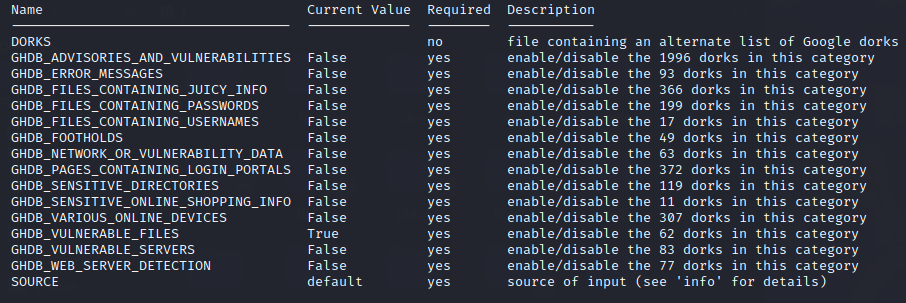 Name Current Value Required Description
DORKS no file containing an alternate list of Google dorks
GHDB_ADVISORIES_AND_VULNERABILITIES False yes enable/disable the 1996 dorks in this category
GHDB_ERROR_MESSAGES False yes enable/disable the 93 dorks in this category
GHDB_FILES_CONTAINING_JUICY_INFO False yes enable/disable the 366 dorks in this category
GHDB_FILES_CONTAINING_PASSWORDS False yes enable/disable the 199 dorks in this category
GHDB_FILES_CONTAINING_USERNAMES False yes enable/disable the 17 dorks in this category
GHDB_FOOTHOLDS False yes enable/disable the 49 dorks in this category
GHDB_NETWORK_OR_VULNERABILITY_DATA False yes enable/disable the 63 dorks in this category
GHDB_PAGES_CONTAINING_LOGIN_PORTALS False yes enable/disable the 372 dorks in this category
GHDB_SENSITIVE_DIRECTORIES False yes enable/disable the 119 dorks in this category
GHDB_SENSITIVE_ONLINE_SHOPPING_INFO False yes enable/disable the 11 dorks in this category
GHDB_VARIOUS_ONLINE_DEVICES False yes enable/disable the 307 dorks in this category
GHDB_VULNERABLE_FILES True yes enable/disable the 62 dorks in this category
GHDB_VULNERABLE_SERVERS False yes enable/disable the 83 dorks in this category
GHDB_WEB_SERVER_DETECTION False yes enable/disable the 77 dorks in this category
SOURCE default yes source of input (see 'info' for details)